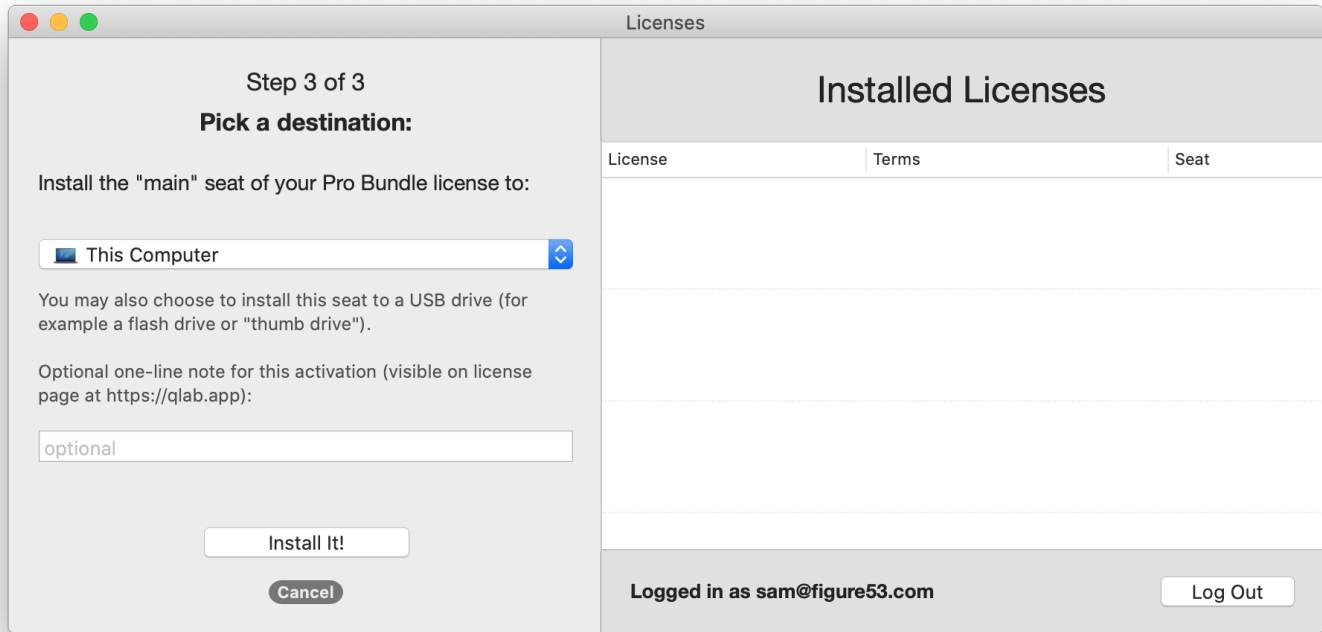 Licenses
Step 3 of 3
Pick a destination:
Install the "main" seat of your Pro Bundle license to:
This Computer
You may also choose to install this seat to a USB drive (for
example a flash drive or "thumb drive").
Optional one-line note for this activation (visible on license
page at https://qlab.app):
optional
Install It!
Cancel
Installed Licenses
License Terms Seat
Logged in as sam@figure53.com
Log Out